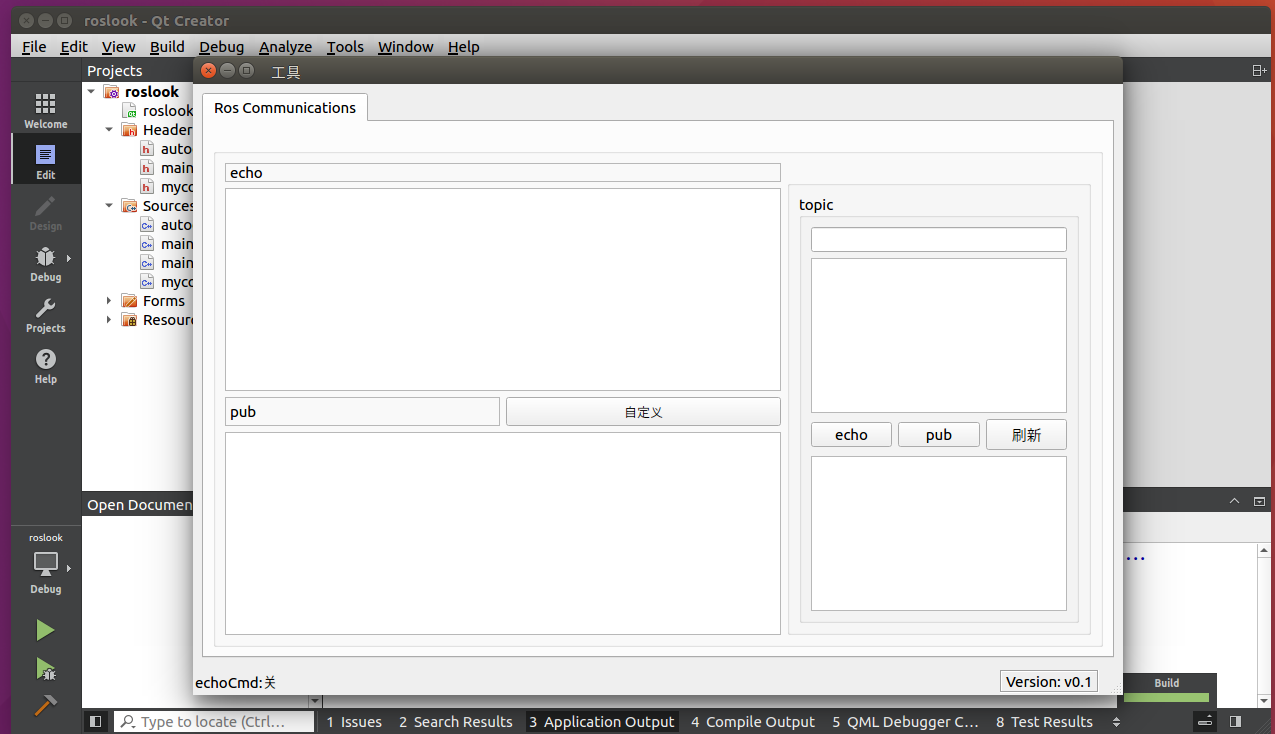 roslook - Qt Creator
File Edit View Build Debug Analyze Tools Window Help
Projects
工具
Welcome
Edit
Design
Debug
Projects
Help
roslook
Debug
roslook
roslook
Header
auto
main
myco
Sources
auto
main
main
myco
Forms
Resour
Open Documen
Ros Communications
echo
pub
自定义
topic
echo
pub
刷新
echoCmd:关
Version: v0.1
...
Build
Type to locate (Ctrl...
1 Issues
2 Search Results
3 Application Output
4 Compile Output
5 QML Debugger C...
8 Test Results